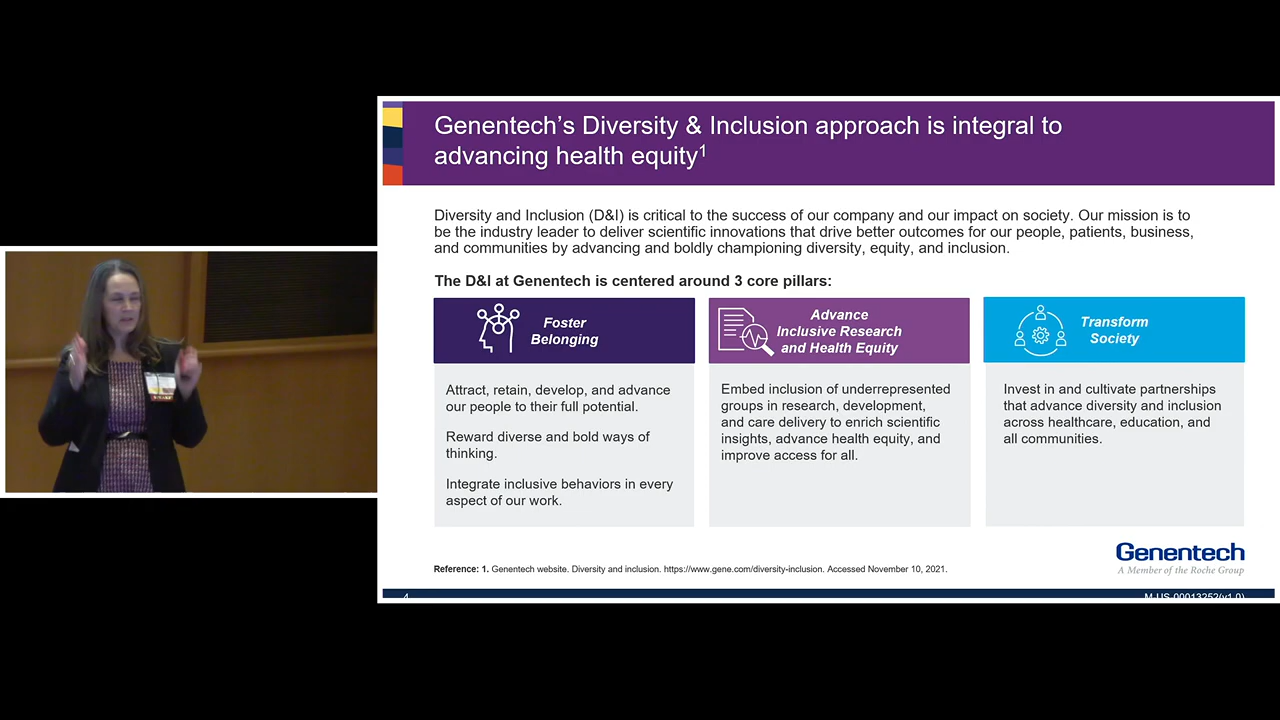 Genentech’s Diversity & Inclusion approach is integral to
advancing health equity¹
Diversity and Inclusion (D&I) is critical to the success of our company and our impact on society. Our mission is to
be the industry leader to deliver scientific innovations that drive better outcomes for our people, patients, business,
and communities by advancing and boldly championing diversity, equity, and inclusion.
The D&I at Genentech is centered around 3 core pillars:
Foster
Belonging
Attract, retain, develop, and advance
our people to their full potential.
Reward diverse and bold ways of
thinking.
Integrate inclusive behaviors in every
aspect of our work.
Advance
Inclusive Research
and Health Equity
Embed inclusion of underrepresented
groups in research, development,
and care delivery to enrich scientific
insights, advance health equity, and
improve access for all.
Transform
Society
Invest in and cultivate partnerships
that advance diversity and inclusion
across healthcare, education, and
all communities.
Genentech
A Member of the Roche Group
Reference: 1. Genentech website. Diversity and inclusion. https://www.gene.com/diversity-inclusion. Accessed November 10, 2021.
4
M-US-00013252(v1.0)